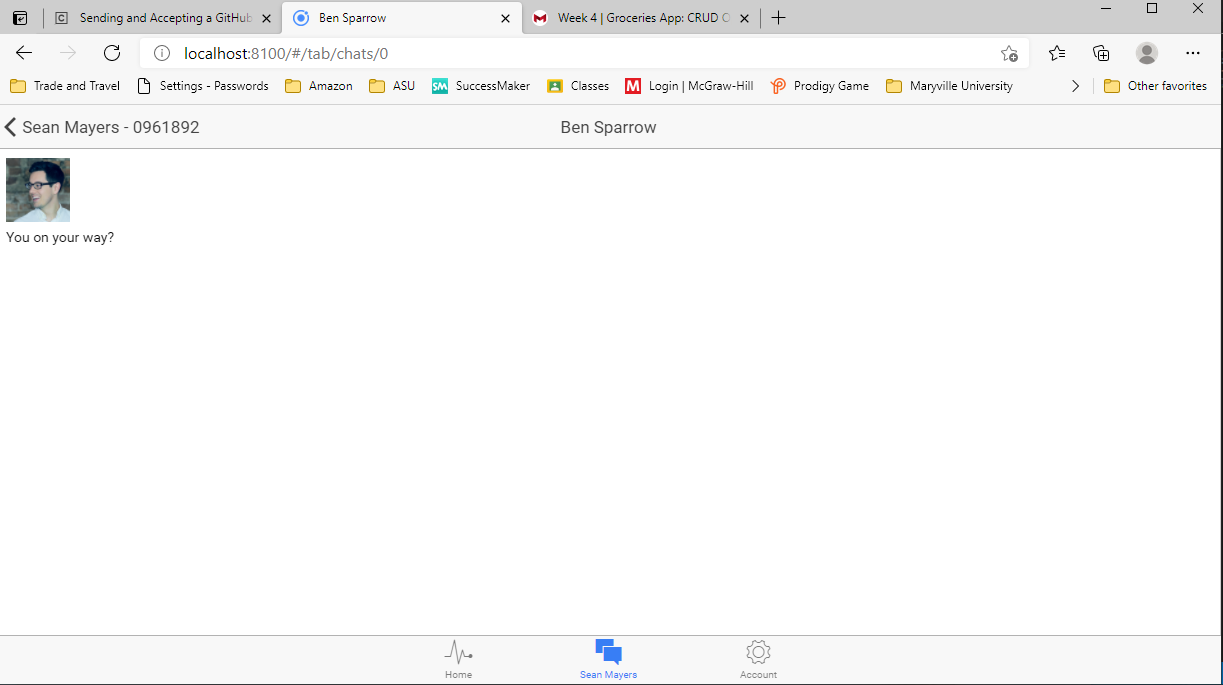 Sending and Accepting a GitHub
Ben Sparrow
Week 4 | Groceries App: CRUD O
localhost:8100/#/tab/chats/0
Trade and Travel
Settings - Passwords
Amazon
ASU
SM
SuccessMaker
Classes
M
Login | McGraw-Hill
Prodigy Game
Maryville University
Other favorites
Sean Mayers - 0961892
Ben Sparrow
You on your way?
Home
Sean Mayers
Account